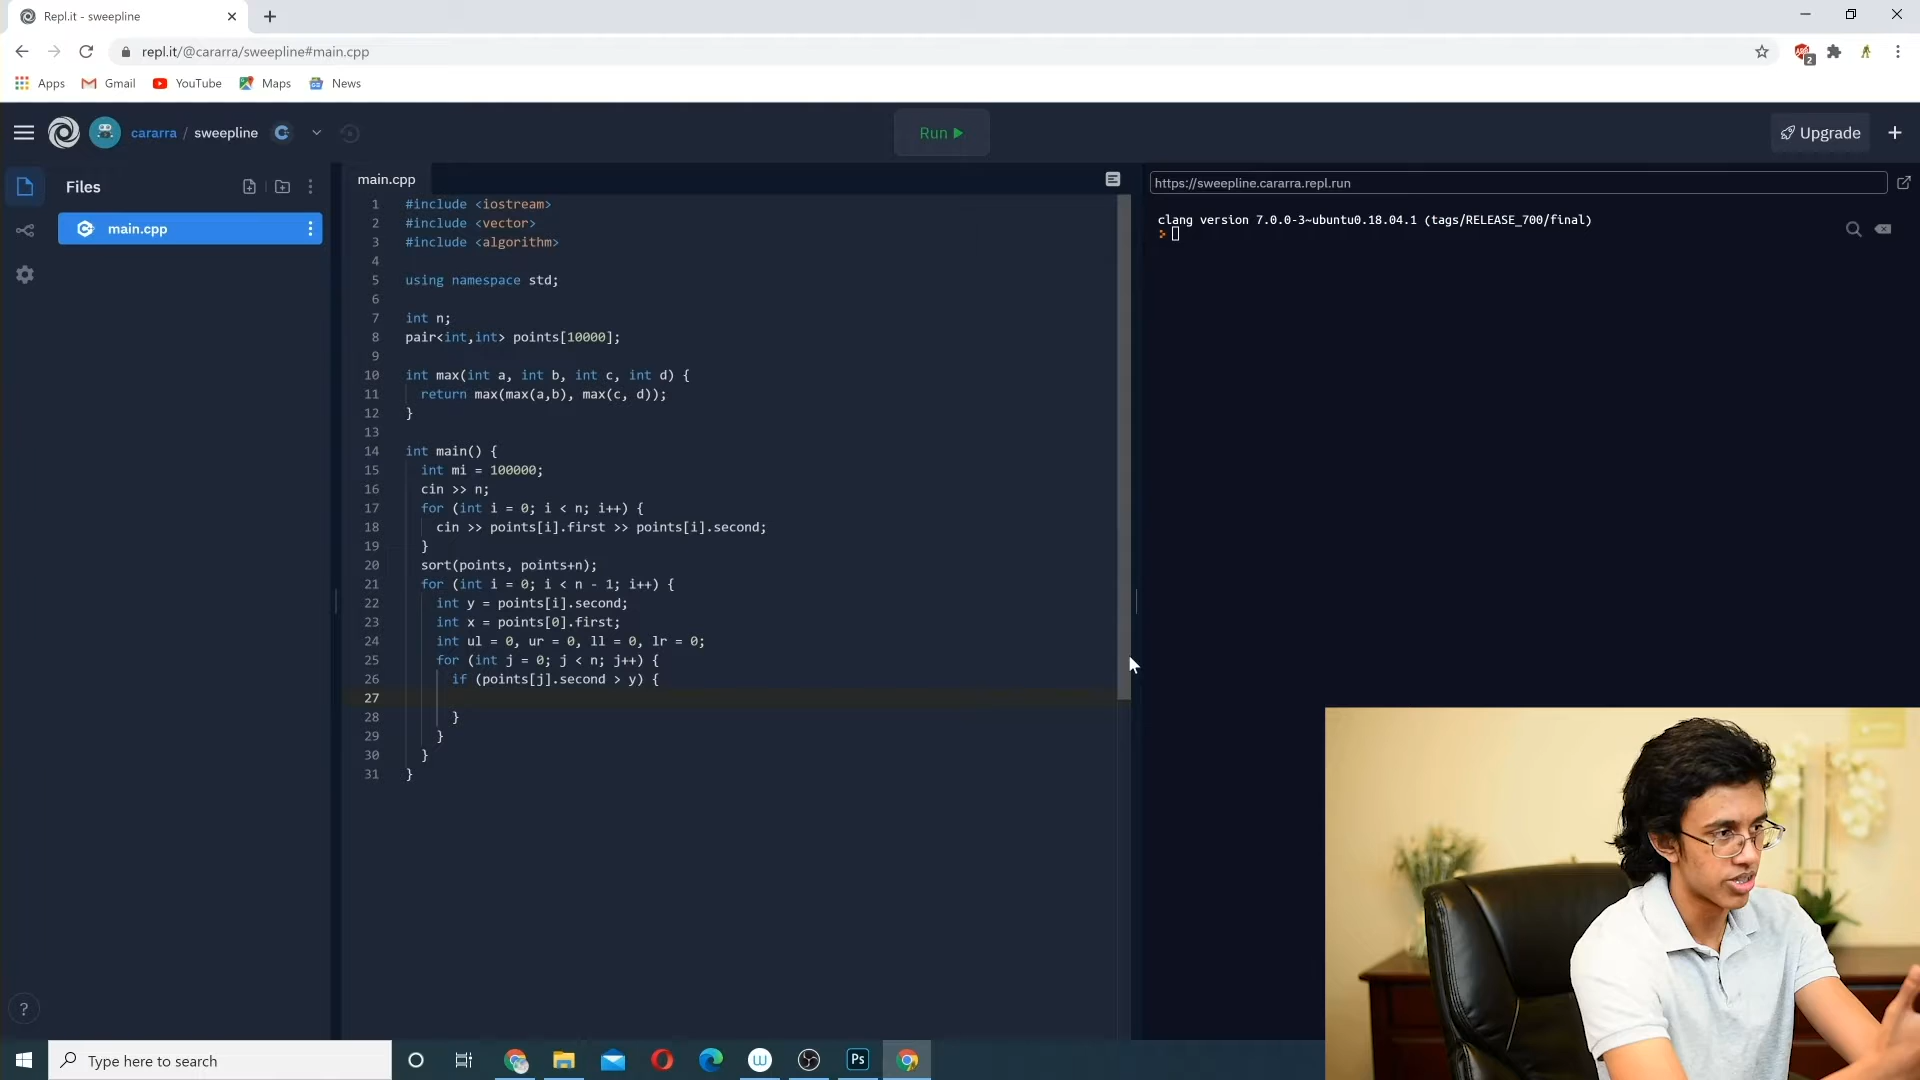 Repl.it - sweepline
repl.it/@cararra/sweepline#main.cpp
2
Apps
Gmail
YouTube
Maps
News
cararra / sweepline
Run
Upgrade
Files
main.cpp
main.cpp
https://sweepline.cararra.repl.run
clang version 7.0.0-3~ubuntu0.18.04.1 (tags/RELEASE_700/final)
1 #include <iostream>
2 #include <vector>
3 #include <algorithm>
4
5 using namespace std;
6
7 int n;
8 pair<int,int> points[10000];
9
10 int max(int a, int b, int c, int d) {
11 return max(max(a,b), max(c, d));
12 }
13
14 int main() {
15 int mi = 100000;
16 cin >> n;
17 for (int i = 0; i < n; i++) {
18 cin >> points[i].first >> points[i].second;
19 }
20 sort(points, points+n);
21 for (int i = 0; i < n - 1; i++) {
22 int y = points[i].second;
23 int x = points[0].first;
24 int ul = 0, ur = 0, ll = 0, lr = 0;
25 for (int j = 0; j < n; j++) {
26 if (points[j].second > y) {
27
28 }
29 }
30 }
31 }
?
Type here to search
Ps